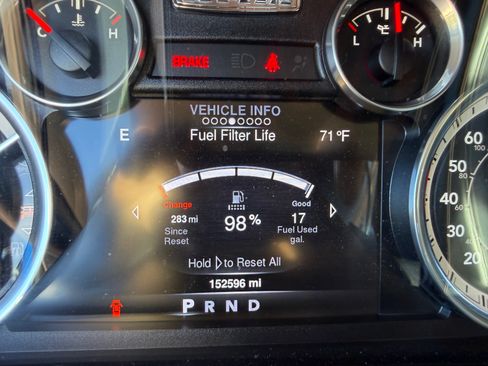 C H
BRAKE
L H
VEHICLE INFO
E Fuel Filter Life 71 °F
Change Good
283 mi 98% 17
Since Reset
Fuel Used gal.
Hold ▷ to Reset All
152596 mi
P R N D
60
100
50
80
40
60
30
40
20